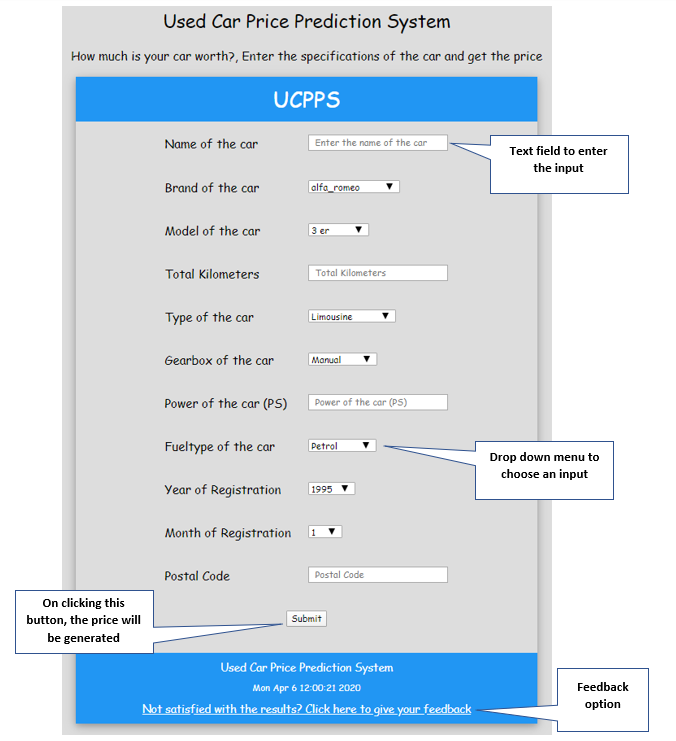 Used Car Price Prediction System
How much is your car worth?, Enter the specifications of the car and get the price
UCPPS
Name of the car
Enter the name of the car
Text field to enter
the input
Brand of the car
alfa_romeo
Model of the car
3 er
Total Kilometers
Total Kilometers
Type of the car
Limousine
Gearbox of the car
Manual
Power of the car (PS)
Power of the car (PS)
Fueltype of the car
Petrol
Drop down menu to
choose an input
Year of Registration
1995
Month of Registration
1
Postal Code
Postal Code
On clicking this
button, the price will
be generated
Submit
Used Car Price Prediction System
Mon Apr 6 12:00:21 2020
Not satisfied with the results? Click here to give your feedback
Feedback
option